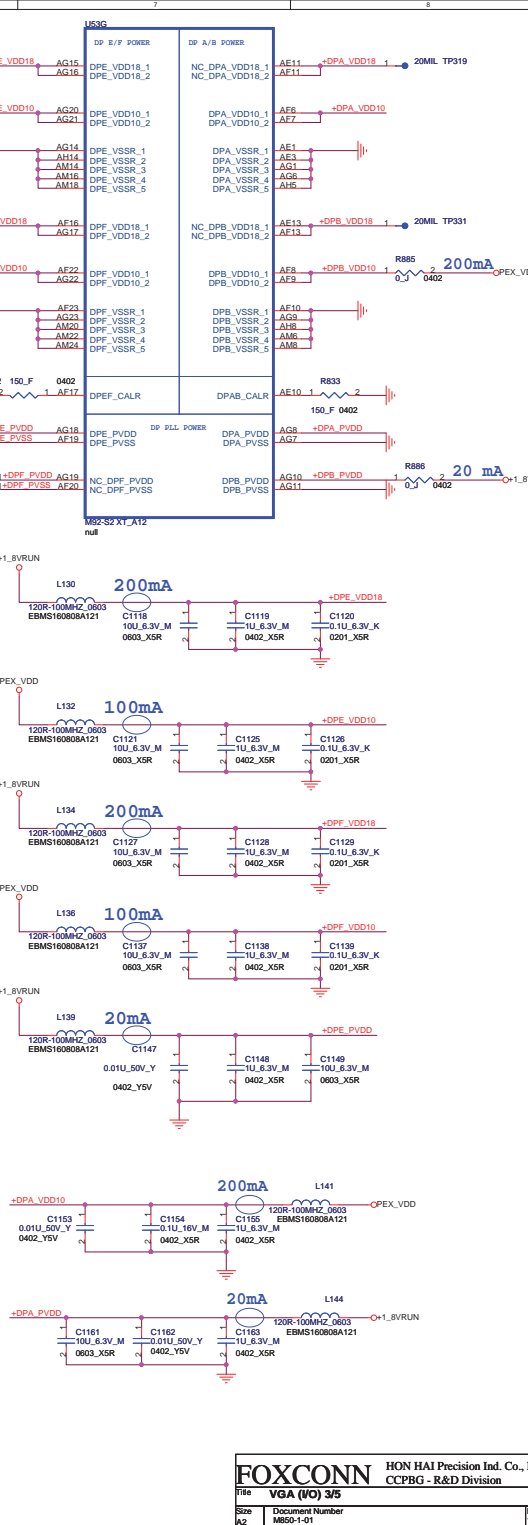 7 8
U53G
DP E/F POWER DP A/B POWER
E_VDD18 AG15 DPE_VDD18_1 NC_DPA_VDD18_1 AE11 +DPA_VDD18 1 20MIL TP319
AG16 DPE_VDD18_2 NC_DPA_VDD18_2 AF11
E_VDD10 AG20 DPE_VDD10_1 DPA_VDD10_1 AF6 +DPA_VDD10
AG21 DPE_VDD10_2 DPA_VDD10_2 AF7
AG14 DPE_VSSR_1 DPA_VSSR_1 AE1
AH14 DPE_VSSR_2 DPA_VSSR_2 AE3
AM14 DPE_VSSR_3 DPA_VSSR_3 AG1
AM16 DPE_VSSR_4 DPA_VSSR_4 AG6
AM18 DPE_VSSR_5 DPA_VSSR_5 AH5
VDD18 AF16 DPF_VDD18_1 NC_DPB_VDD18_1 AE13 +DPB_VDD18 1 20MIL TP331
AG17 DPF_VDD18_2 NC_DPB_VDD18_2 AF13
VDD10 AF22 DPF_VDD10_1 DPB_VDD10_1 AF8 +DPB_VDD10 1 R885 2 200mA PEX_VD
AG22 DPF_VDD10_2 DPB_VDD10_2 AF9 0_J 0402
AF23 DPF_VSSR_1 DPB_VSSR_1 AF10
AG23 DPF_VSSR_2 DPB_VSSR_2 AG9
AM20 DPF_VSSR_3 DPB_VSSR_3 AH8
AM22 DPF_VSSR_4 DPB_VSSR_4 AM6
AM24 DPF_VSSR_5 DPB_VSSR_5 AM8
150_F 0402 R833
2 1 AF17 DPEF_CALR DPAB_CALR AE10 1 2
150_F 0402
DP PLL POWER
E_PVDD AG18 DPE_PVDD DPA_PVDD AG8 +DPA_PVDD
E_PVSS AF19 DPE_PVSS DPA_PVSS AG7
+DPF_PVDD AG19 NC_DPF_PVDD DPB_PVDD AG10 +DPB_PVDD 1 R886 2 20 mA +1_8
+DPF_PVSS AF20 NC_DPF_PVSS DPB_PVSS AG11 0_J 0402
M92-S2 XT_A12
null
+1_8VRUN
L130 200mA
120R-100MHZ_0603 +DPE_VDD18
EBMS160808A121
C1118 C1119 C1120
10U_6.3V_M 1U_6.3V_M 0.1U_6.3V_K
0603_X5R 0402_X5R 0201_X5R
PEX_VDD
L132 100mA
120R-100MHZ_0603 +DPE_VDD10
EBMS160808A121
C1121 C1125 C1126
10U_6.3V_M 1U_6.3V_M 0.1U_6.3V_K
0603_X5R 0402_X5R 0201_X5R
+1_8VRUN
L134 200mA
120R-100MHZ_0603 +DPF_VDD18
EBMS160808A121
C1127 C1128 C1129
10U_6.3V_M 1U_6.3V_M 0.1U_6.3V_K
0603_X5R 0402_X5R 0201_X5R
PEX_VDD
L136 100mA
120R-100MHZ_0603 +DPF_VDD10
EBMS160808A121
C1137 C1138 C1139
10U_6.3V_M 1U_6.3V_M 0.1U_6.3V_K
0603_X5R 0402_X5R 0201_X5R
+1_8VRUN
L139 20mA
120R-100MHZ_0603 +DPE_PVDD
EBMS160808A121
C1147 C1148 C1149
0.01U_50V_Y 1U_6.3V_M 10U_6.3V_M
0402_Y5V 0402_X5R 0603_X5R
200mA L141
+DPA_VDD10 120R-100MHZ_0603 PEX_VDD
EBMS160808A121
C1153 C1154 C1155
0.01U_50V_Y 0.1U_16V_M 1U_6.3V_M
0402_Y5V 0402_X5R 0402_X5R
20mA L144
+DPA_PVDD 120R-100MHZ_0603 +1_8VRUN
EBMS160808A121
C1161 C1162 C1163
10U_6.3V_M 0.01U_50V_Y 1U_6.3V_M
0603_X5R 0402_Y5V 0402_X5R
FOXCONN HON HAI Precision Ind. Co.,
CCPBG - R&D Division
Title VGA (I/O) 3/5
Size Document Number
A2 M850-1-01